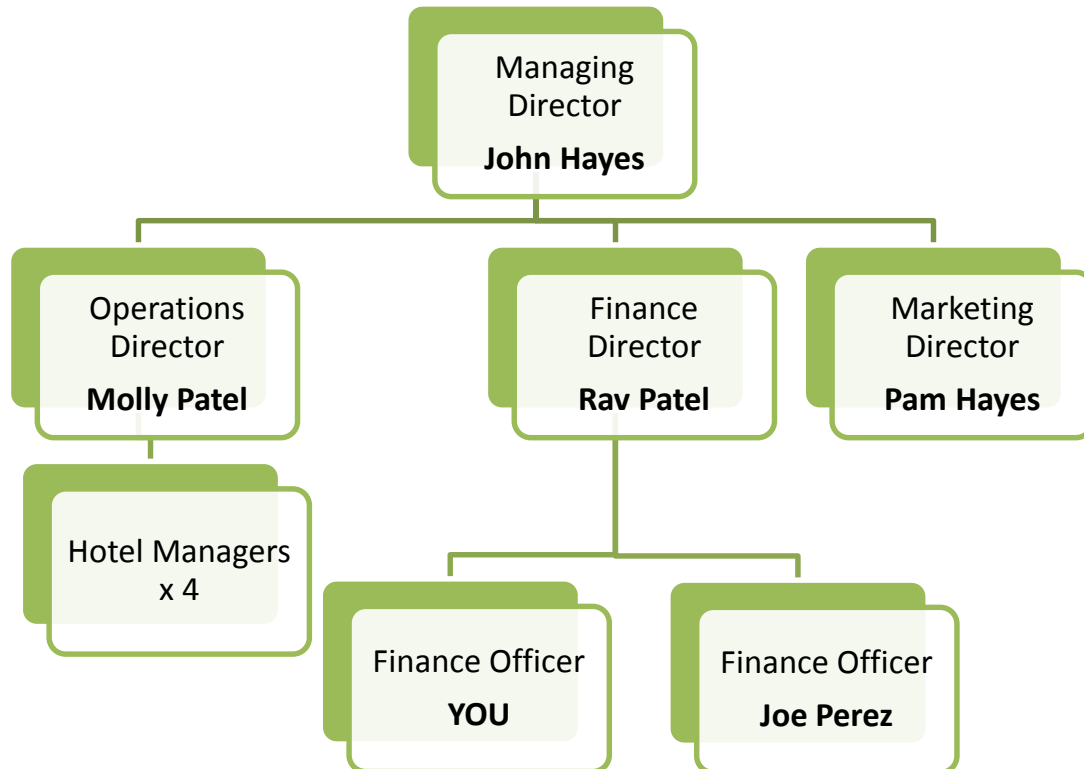 Managing
Director
John Hayes
Operations
Director
Molly Patel
Finance
Director
Rav Patel
Marketing
Director
Pam Hayes
Hotel Managers
x 4
Finance Officer
YOU
Finance Officer
Joe Perez